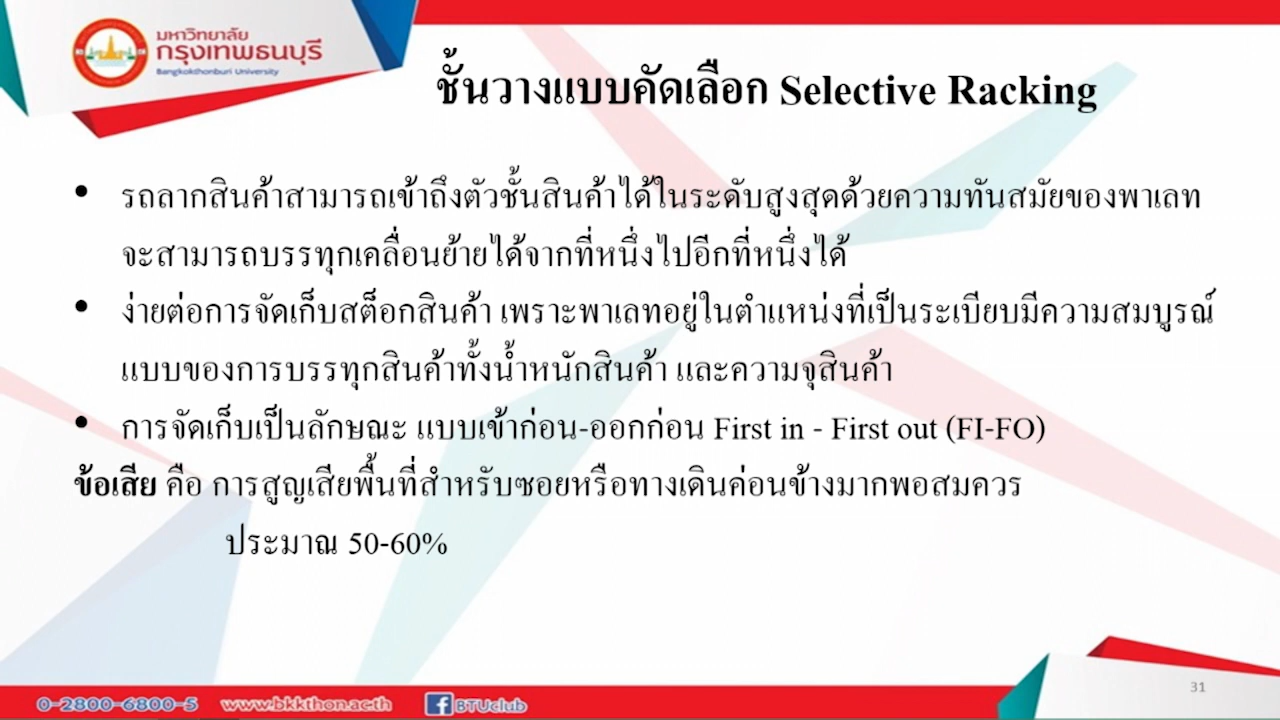 มหาวิทยาลัย
กรุงเทพธนบุรี
Bangkokthonburi University
ชั้นวางแบบคัดเลือก Selective Racking
• รถลากสินค้าสามารถเข้าถึงตัวชั้นสินค้าได้ในระดับสูงสุดด้วยความทันสมัยของพาเลท
จะสามารถบรรทุกเคลื่อนย้ายได้จากที่หนึ่งไปอีกที่หนึ่งได้
• ง่ายต่อการจัดเก็บสต็อกสินค้า เพราะพาเลทอยู่ในตำแหน่งที่เป็นระเบียบมีความสมบูรณ์
แบบของการบรรทุกสินค้าทั้งน้ำหนักสินค้า และความจุสินค้า
• การจัดเก็บเป็นลักษณะ แบบเข้าก่อน-ออกก่อน First in - First out (FI-FO)
ข้อเสีย คือ การสูญเสียพื้นที่สำหรับซอยหรือทางเดินค่อนข้างมากพอสมควร
ประมาณ 50-60%
31
0-2800-6800-5 www.bkkthon.ac.th BTUclub